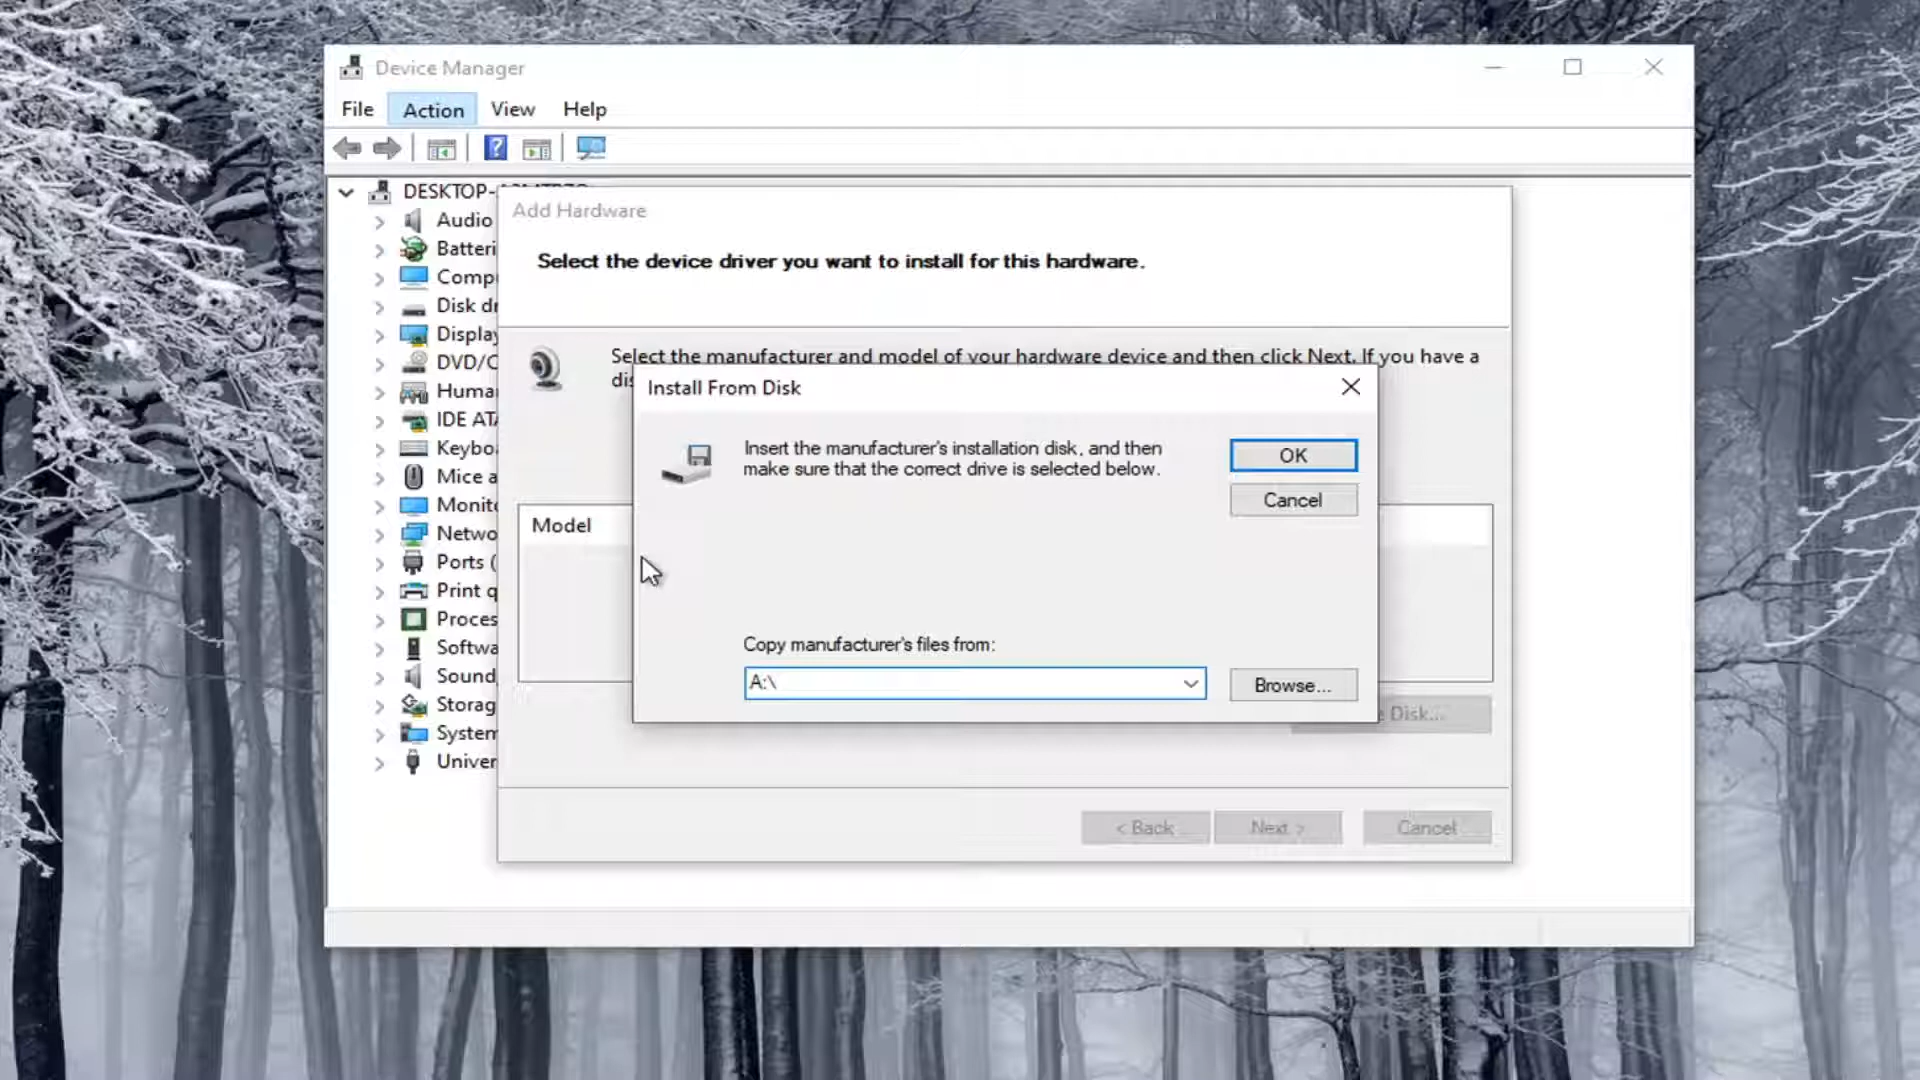 Device Manager
File Action View Help
DESKTOP-
Audio
Batteri
Comp
Disk dr
Display
DVD/C
Huma
IDE ATA
Keybo
Mice a
Monito
Netwo
Ports (
Print q
Proces
Softwa
Sound
Storag
System
Univer
Add Hardware
Select the device driver you want to install for this hardware.
Select the manufacturer and model of your hardware device and then click Next. If you have a
dis
Model
Install From Disk
Insert the manufacturer's installation disk, and then
make sure that the correct drive is selected below.
OK
Cancel
Copy manufacturer's files from:
A:\
Browse...
e Disk...
< Back
Next >
Cancel